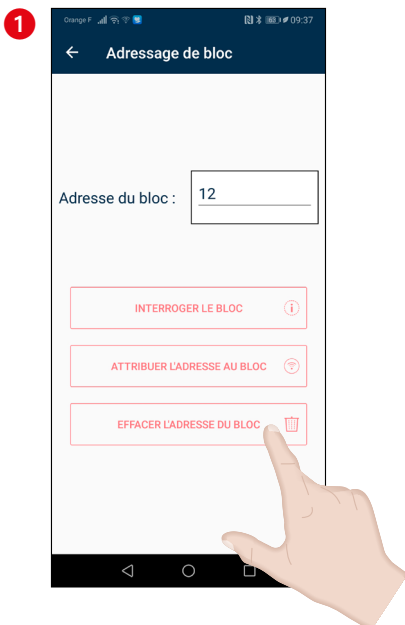 1
Orange F 09:37
Adressage de bloc
Adresse du bloc : 12
INTERROGER LE BLOC
ATTRIBUER L'ADRESSE AU BLOC
EFFACER L'ADRESSE DU BLOC